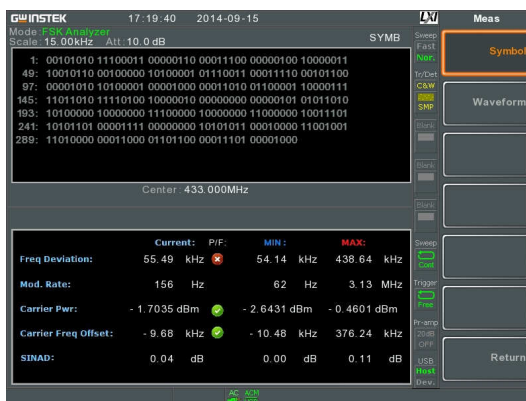 GWINSTEK 17:19:40 2014-09-15 LXI Meas
Mode:FSK Analyzer
Scale:15.00kHz Att:10.0 dB SYMB
1: 00101010 11100011 00000110 00011100 00000100 10000011
49: 10010110 00100000 10100001 01110011 00011110 00101100
97: 00001010 10001000 01000010 00011010 01100001 10000111
145: 11011010 11110100 10000010 00000000 00000101 01011010
193: 10100000 10000000 11100000 10000000 11000000 10011101
241: 10101101 00001111 00000000 10101011 00010000 11001001
289: 11010000 00011000 01101100 00011101 00001000
Center:433.000MHz
Current: P/F: MIN: MAX:
Freq Deviation: 55.49 kHz 54.14 kHz 438.64 kHz
Mod. Rate: 156 Hz 62 Hz 3.13 MHz
Carrier Pwr: -1.7035 dBm -2.6431 dBm -0.4601 dBm
Carrier Freq Offset: -9.68 kHz -10.48 kHz 376.24 kHz
SINAD: 0.04 dB 0.00 dB 0.11 dB
Sweep
Fast
Nor.
Tr/Det
C&W
SMP
Blank
Blank
Blank
Sweep
Cont
Trigger
Free
Pr-amp
20dB
OFF
USB
Host
Dev.
Symbol
Waveform
Return
AC ACM